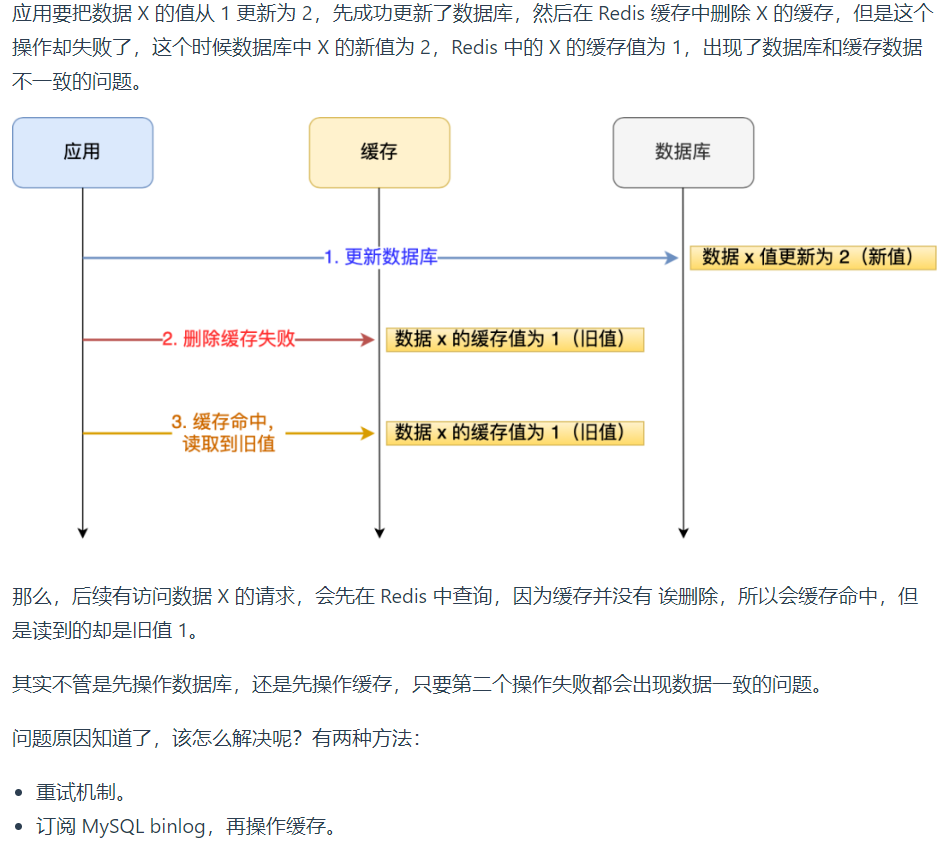 应用要把数据 X 的值从 1 更新为 2，先成功更新了数据库，然后在 Redis 缓存中删除 X 的缓存，但是这个
操作却失败了，这个时候数据库中 X 的新值为 2，Redis 中的 X 的缓存值为 1，出现了数据库和缓存数据
不一致的问题。
应用
缓存
数据库
1. 更新数据库
数据 x 值更新为 2（新值）
2. 删除缓存失败
数据 x 的缓存值为 1（旧值）
3. 缓存命中，
读取到旧值
数据 x 的缓存值为 1（旧值）
那么，后续有访问数据 X 的请求，会先在 Redis 中查询，因为缓存并没有 诶删除，所以会缓存命中，但
是读到的却是旧值 1。
其实不管是先操作数据库，还是先操作缓存，只要第二个操作失败都会出现数据一致的问题。
问题原因知道了，该怎么解决呢？有两种方法：
• 重试机制。
• 订阅 MySQL binlog，再操作缓存。